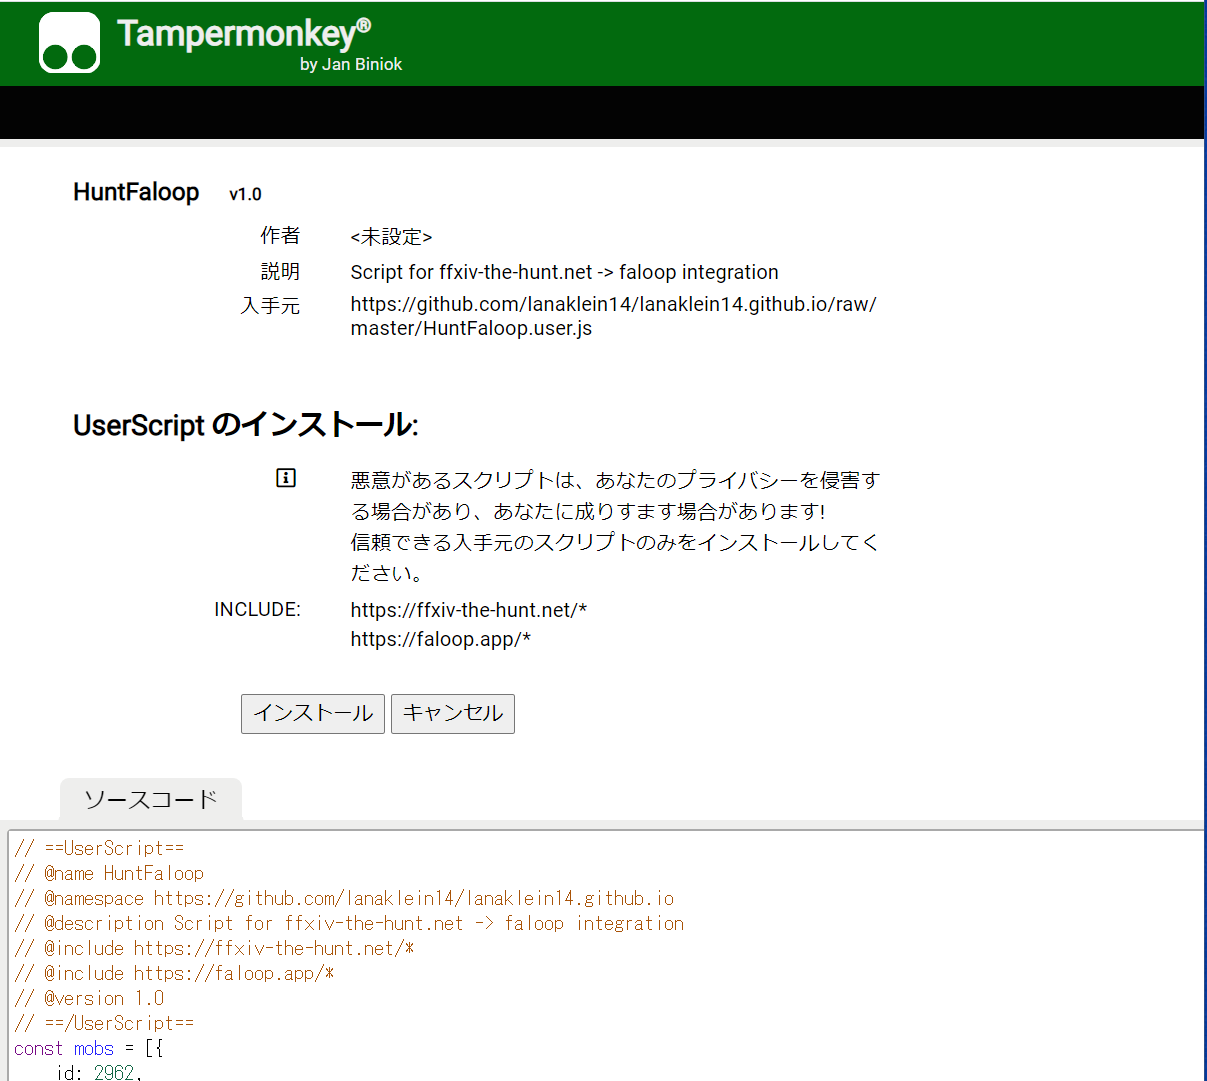 Tampermonkey®
by Jan Biniok
HuntFaloop v1.0
作者 <未設定>
説明 Script for ffxiv-the-hunt.net -> faloop integration
入手元 https://github.com/lanaklein14/lanaklein14.github.io/raw/
master/HuntFaloop.user.js
UserScript のインストール:
悪意があるスクリプトは、あなたのプライバシーを侵害す
る場合があり、あなたに成りすます場合があります!
信頼できる入手元のスクリプトのみをインストールしてく
ださい。
INCLUDE: https://ffxiv-the-hunt.net/*
https://faloop.app/*
インストール キャンセル
ソースコード
// ==UserScript==
// @name HuntFaloop
// @namespace https://github.com/lanaklein14/lanaklein14.github.io
// @description Script for ffxiv-the-hunt.net -> faloop integration
// @include https://ffxiv-the-hunt.net/*
// @include https://faloop.app/*
// @version 1.0
// ==/UserScript==
const mobs = [{
id: 2962,